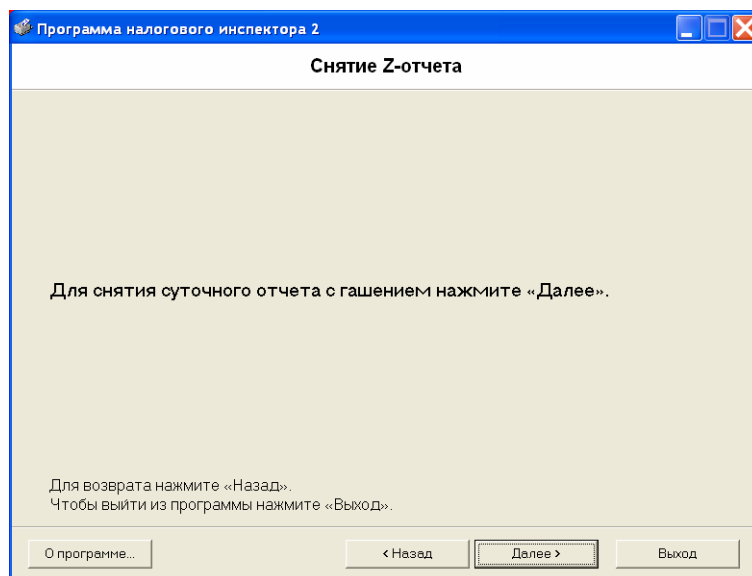 Программа налогового инспектора 2
Снятие Z-отчета
Для снятия суточного отчета с гашением нажмите «Далее».
Для возврата нажмите «Назад».
Чтобы выйти из программы нажмите «Выход».
О программе... < Назад Далее > Выход